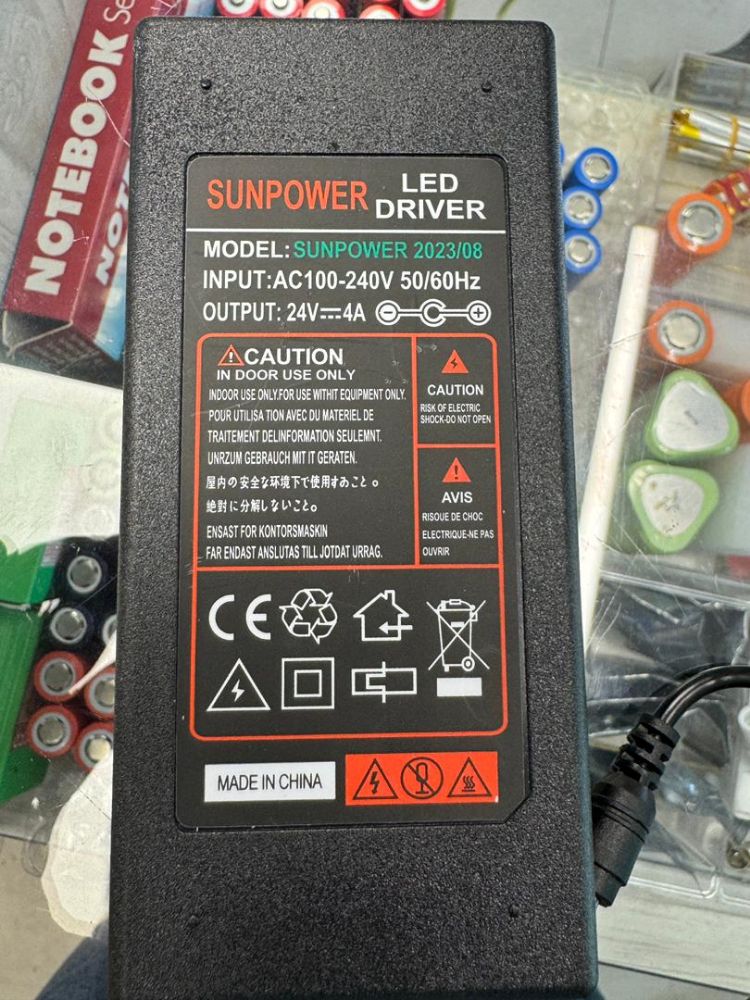 NOTEBOOK Se
NOTE
SUNPOWER LED DRIVER
MODEL: SUNPOWER 2023/08
INPUT:AC100-240V 50/60Hz
OUTPUT: 24V⎓4A
CAUTION
IN DOOR USE ONLY
INDOOR USE ONLY.FOR USE WITHIT EQUIPMENT ONLY.
POUR UTILISA TION AVEC DU MATERIEL DE
TRAITEMENT DELINFORMATION SEULEMNT.
UNRZUM GEBRAUCH MIT IT GERATEN.
屋内の安全な环境下で使用すあこと。
絶對に分解しないこと。
ENSAST FOR KONTORSMASKIN
FAR ENDAST ANSLUTAS TILL JOTDAT URRAG.
CAUTION
RISK OF ELECTRIC
SHOCK-DO NOT OPEN
AVIS
RISOUE DE CHOC
ELECTRIQUE-NE PAS
OUVRIR
CE
MADE IN CHINA